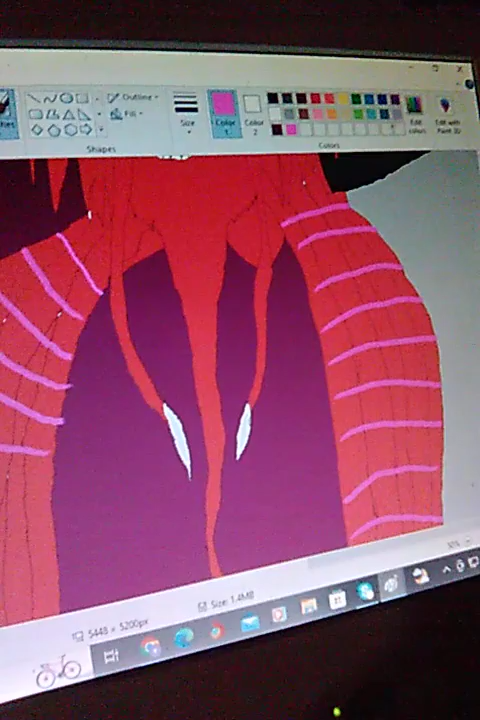 Outline
Fill
Size
Color 1
Color 2
Edit colors
Edit with Paint 3D
Shapes
Colors
50%
5448 × 5200px
Size: 1.4MB